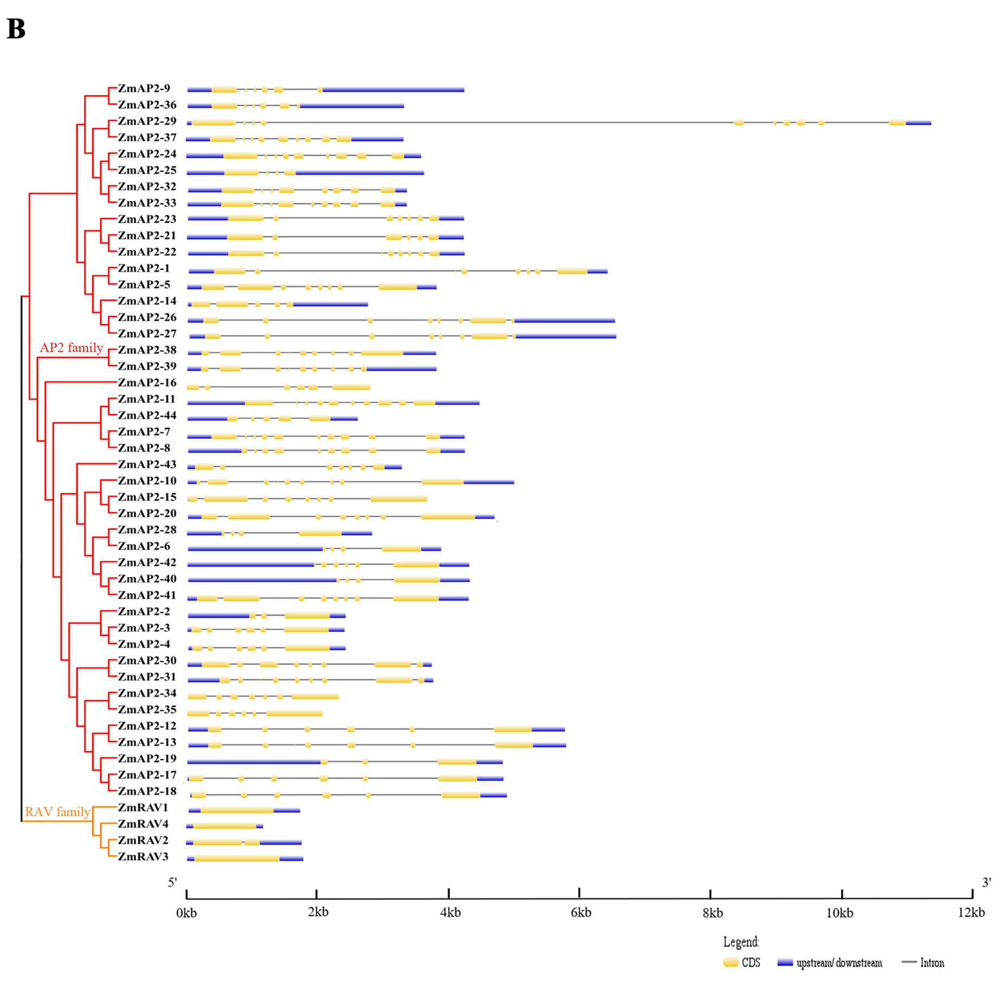 B
ZmAP2-9
ZmAP2-36
ZmAP2-29
ZmAP2-37
ZmAP2-24
ZmAP2-25
ZmAP2-32
ZmAP2-33
ZmAP2-23
ZmAP2-21
ZmAP2-22
ZmAP2-1
ZmAP2-5
ZmAP2-14
ZmAP2-26
ZmAP2-27
AP2 family
ZmAP2-38
ZmAP2-39
ZmAP2-16
ZmAP2-11
ZmAP2-44
ZmAP2-7
ZmAP2-8
ZmAP2-43
ZmAP2-10
ZmAP2-15
ZmAP2-20
ZmAP2-28
ZmAP2-6
ZmAP2-42
ZmAP2-40
ZmAP2-41
ZmAP2-2
ZmAP2-3
ZmAP2-4
ZmAP2-30
ZmAP2-31
ZmAP2-34
ZmAP2-35
ZmAP2-12
ZmAP2-13
ZmAP2-19
ZmAP2-17
ZmAP2-18
RAV family
ZmRAV1
ZmRAV4
ZmRAV2
ZmRAV3
5' 3'
0kb 2kb 4kb 6kb 8kb 10kb 12kb
Legend:
CDS upstream/ downstream Intron